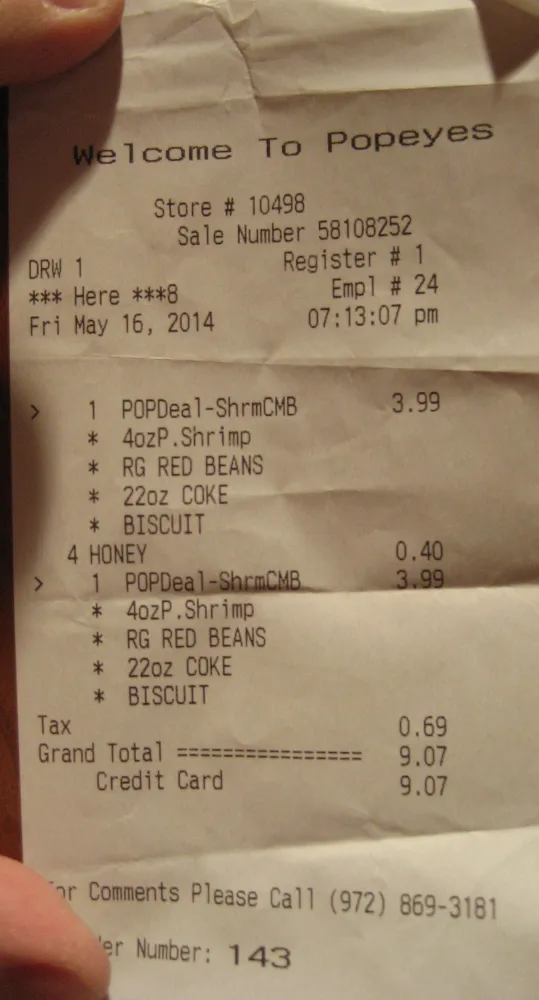 Welcome To Popeyes
Store # 10498
Sale Number 58108252
DRW 1 Register # 1
*** Here ***8 Empl # 24
Fri May 16, 2014 07:13:07 pm
> 1 POPDeal-ShrmCMB 3.99
* 4ozP.Shrimp
* RG RED BEANS
* 22oz COKE
* BISCUIT
4 HONEY 0.40
> 1 POPDeal-ShrmCMB 3.99
* 4ozP.Shrimp
* RG RED BEANS
* 22oz COKE
* BISCUIT
Tax 0.69
Grand Total ================ 9.07
Credit Card 9.07
For Comments Please Call (972) 869-3181
Number: 143